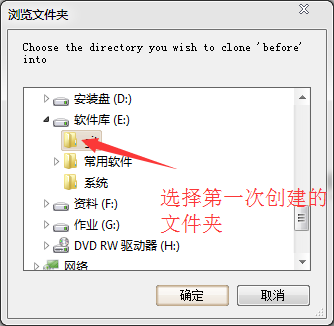 浏览文件夹
Choose the directory you wish to clone 'before'
into
安装盘 (D:)
软件库 (E:)
常用软件
系统
选择第一次创建的
文件夹
资料 (F:)
作业 (G:)
DVD RW 驱动器 (H:)
网络
确定
取消